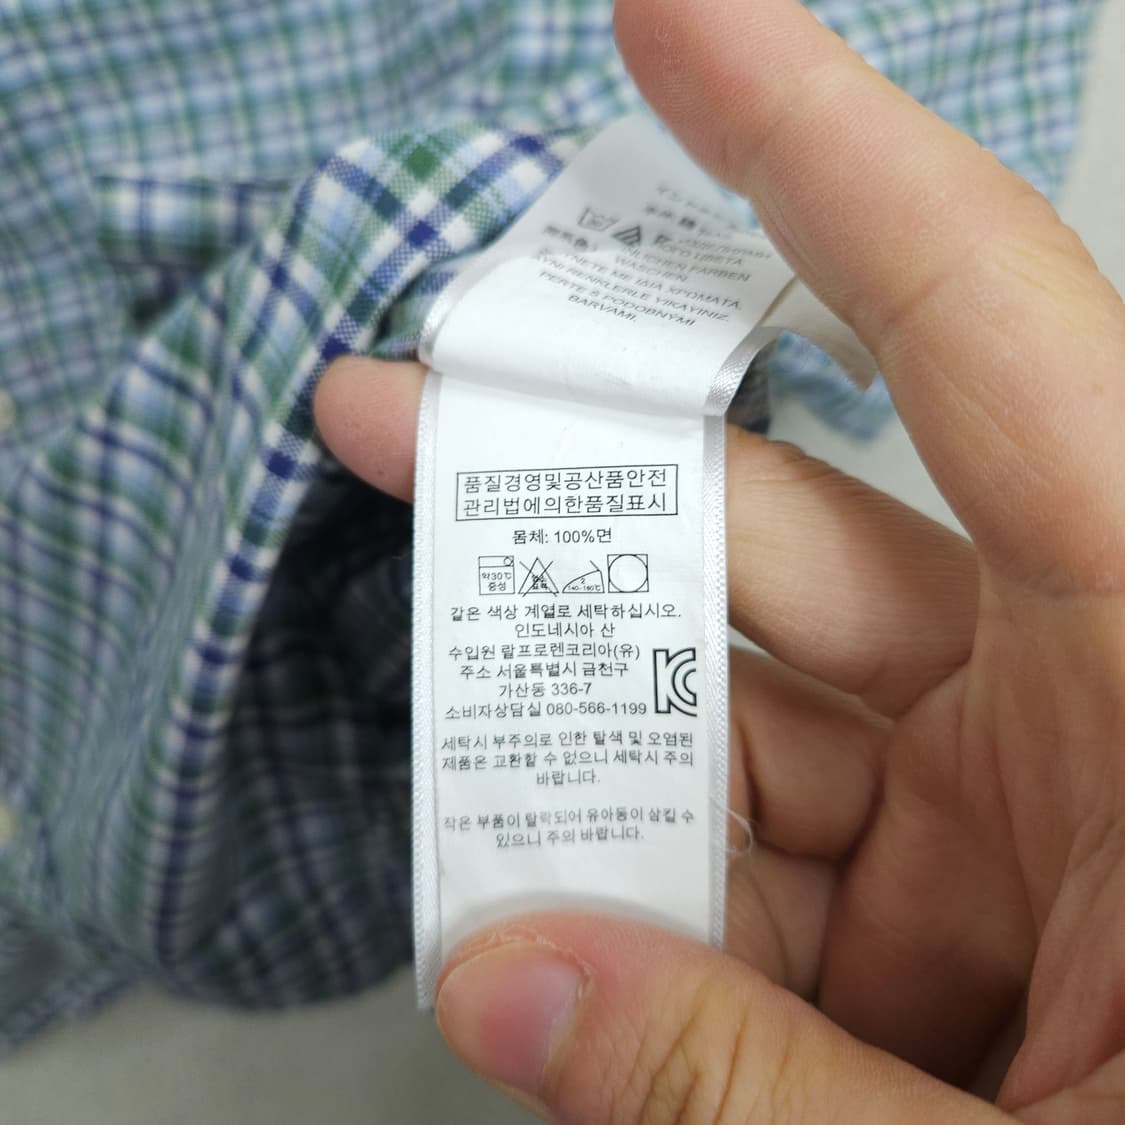 WASCHEN.
PERTE S PODOBNÝMI
BARVAMI.
품질경영및공산품안전
관리법에의한품질표시
몸체: 100%면
약30℃
중성
2
140-160℃
같은 색상 계열로 세탁하십시오.
인도네시아 산
수입원 랄프로렌코리아(유)
주소 서울특별시 금천구
가산동 336-7
소비자상담실 080-566-1199
세탁시 부주의로 인한 탈색 및 오염된
제품은 교환할 수 없으니 세탁시 주의
바랍니다.
작은 부품이 탈락되어 유아동이 삼킬 수
있으니 주의 바랍니다.